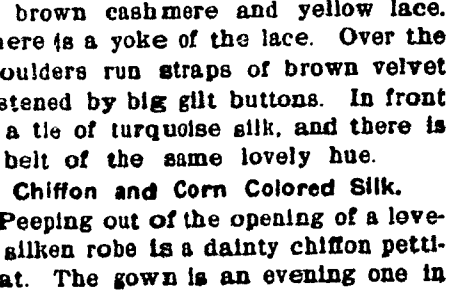 brown cashmere and yellow lace.
here is a yoke of the lace. Over the
oulders run straps of brown velvet
stened by big gilt buttons. In front
a tie of turquoise silk, and there is
belt of the same lovely hue.
Chiffon and Corn Colored Silk.
Peeping out of the opening of a love-
silken robe is a dainty chiffon petti-
at. The gown is an evening one in